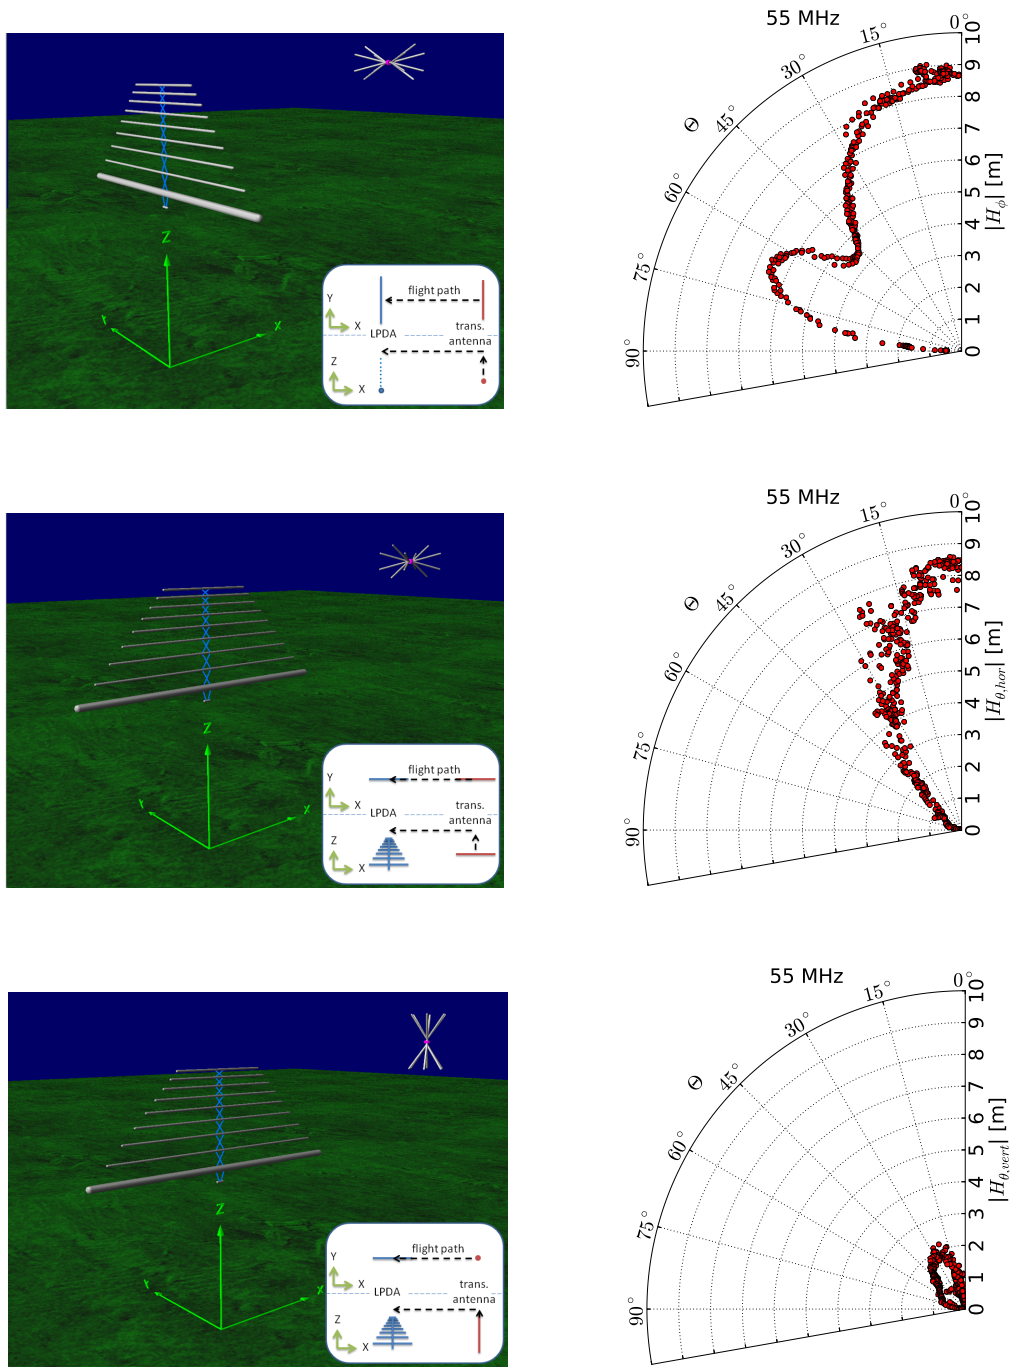 Z
Y
X
flight path
Y
X
LPDA
trans.
antenna
Z
X
55 MHz
0°
15°
30°
45°
60°
75°
90°
Θ
10
9
8
7
6
5
4
3
2
1
0
|H_ϕ| [m]
Z
Y
X
flight path
Y
X
LPDA
trans.
antenna
Z
X
55 MHz
0°
15°
30°
45°
60°
75°
90°
Θ
10
9
8
7
6
5
4
3
2
1
0
|H_θ,hor| [m]
Z
Y
X
flight path
Y
X
LPDA
trans.
antenna
Z
X
55 MHz
0°
15°
30°
45°
60°
75°
90°
Θ
10
9
8
7
6
5
4
3
2
1
0
|H_θ,vert| [m]